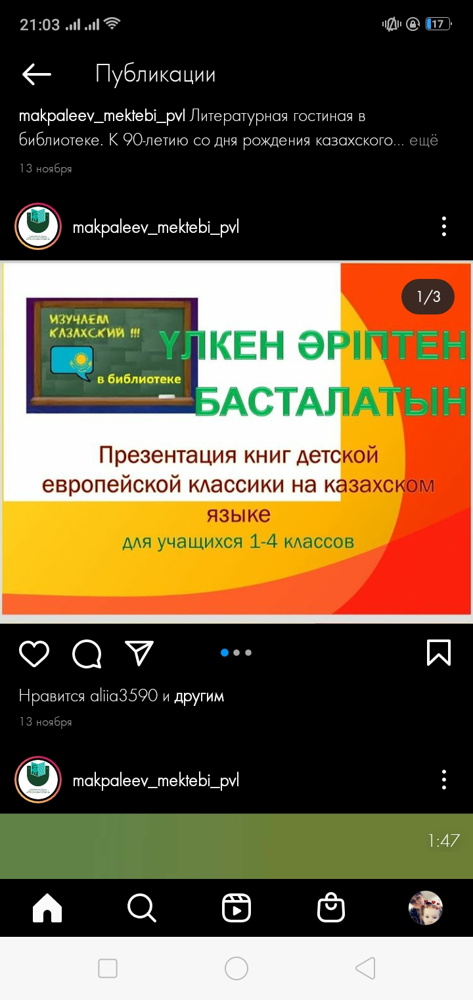 21:03
17
Публикации
makpaleev_mektebi_pvl Литературная гостиная в
библиотеке. К 90-летию со дня рождения казахского... ещё
13 ноября
makpaleev_mektebi_pvl
1/3
ИЗУЧАЕМ
КАЗАХСКИЙ !!!
в библиотеке
ҮЛКЕН ӘРІПТЕН
БАСТАЛАТЫН
Презентация книг детской
европейской классики на казахском
языке
для учащихся 1-4 классов
Нравится aliia3590 и другим
13 ноября
makpaleev_mektebi_pvl
1:47